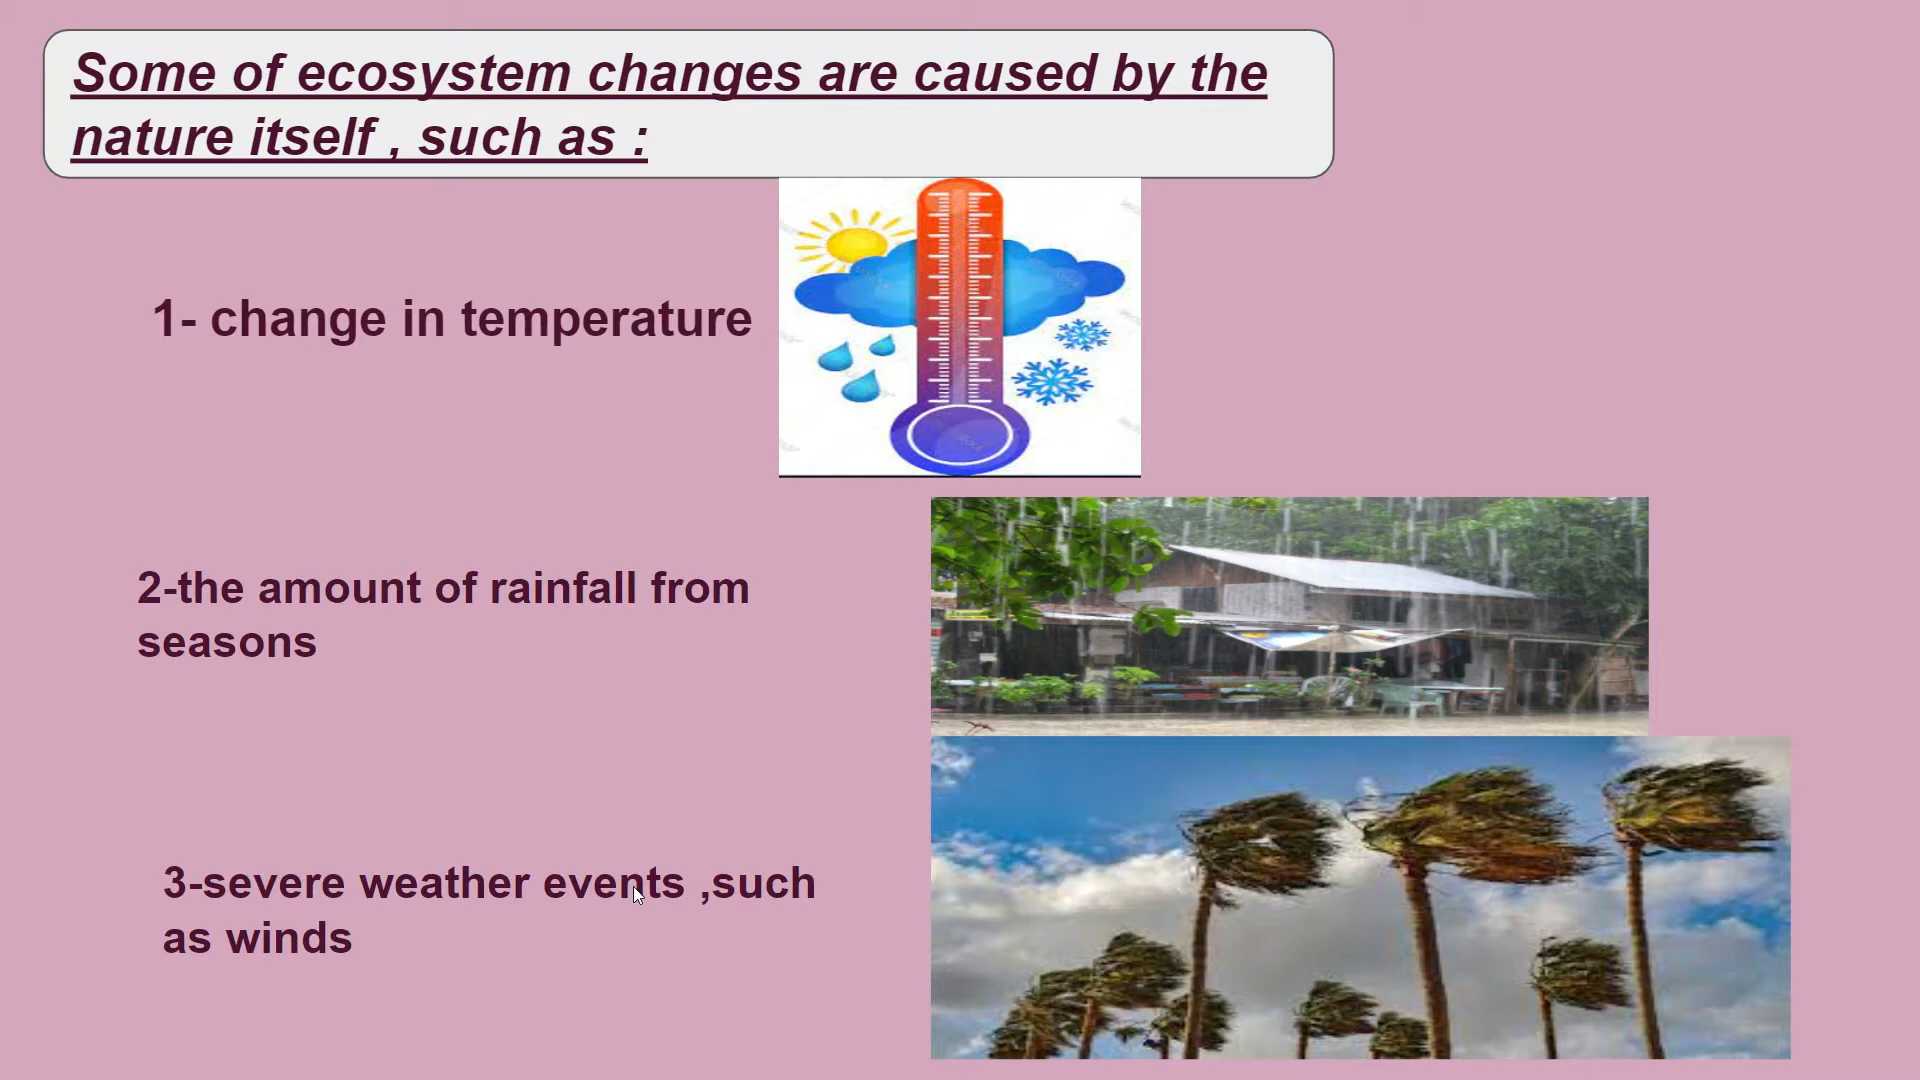 Some of ecosystem changes are caused by the
nature itself , such as :
1- change in temperature
2-the amount of rainfall from
seasons
3-severe weather events ,such
as winds